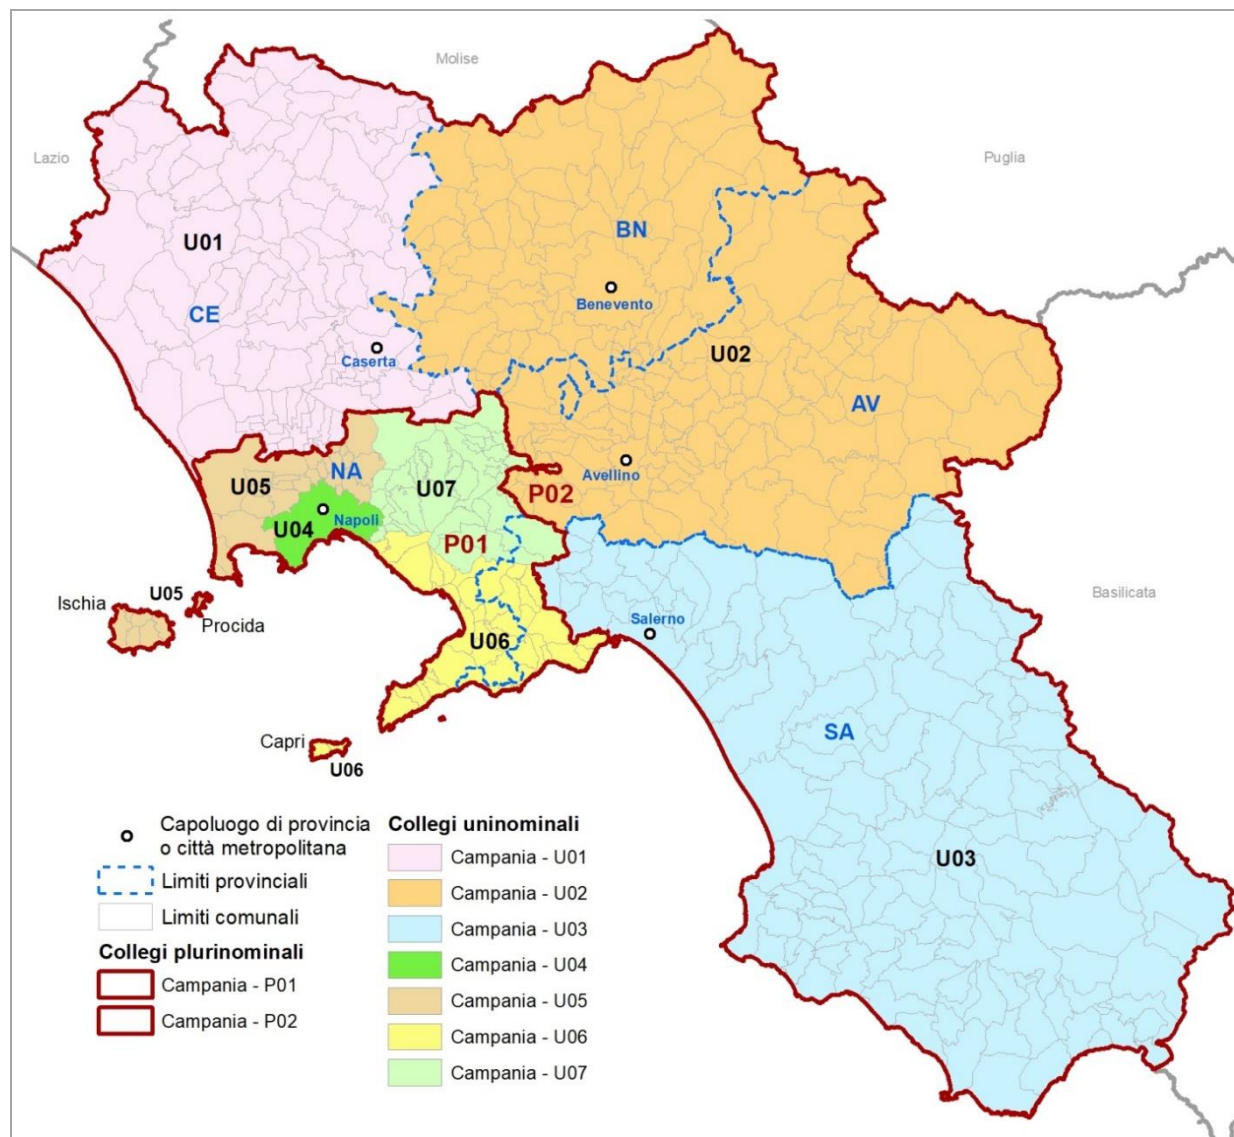 Molise
Lazio
Puglia
U01
BN
Benevento
CE
Caserta
U02
AV
NA
Avellino
U05
U07
P02
U04
Napoli
P01
Basilicata
Ischia
U05
Procida
Salerno
U06
Capri
U06
SA
U03
Capoluogo di provincia
o città metropolitana
Limiti provinciali
Limiti comunali
Collegi plurinominali
Campania - P01
Campania - P02
Collegi uninominali
Campania - U01
Campania - U02
Campania - U03
Campania - U04
Campania - U05
Campania - U06
Campania - U07